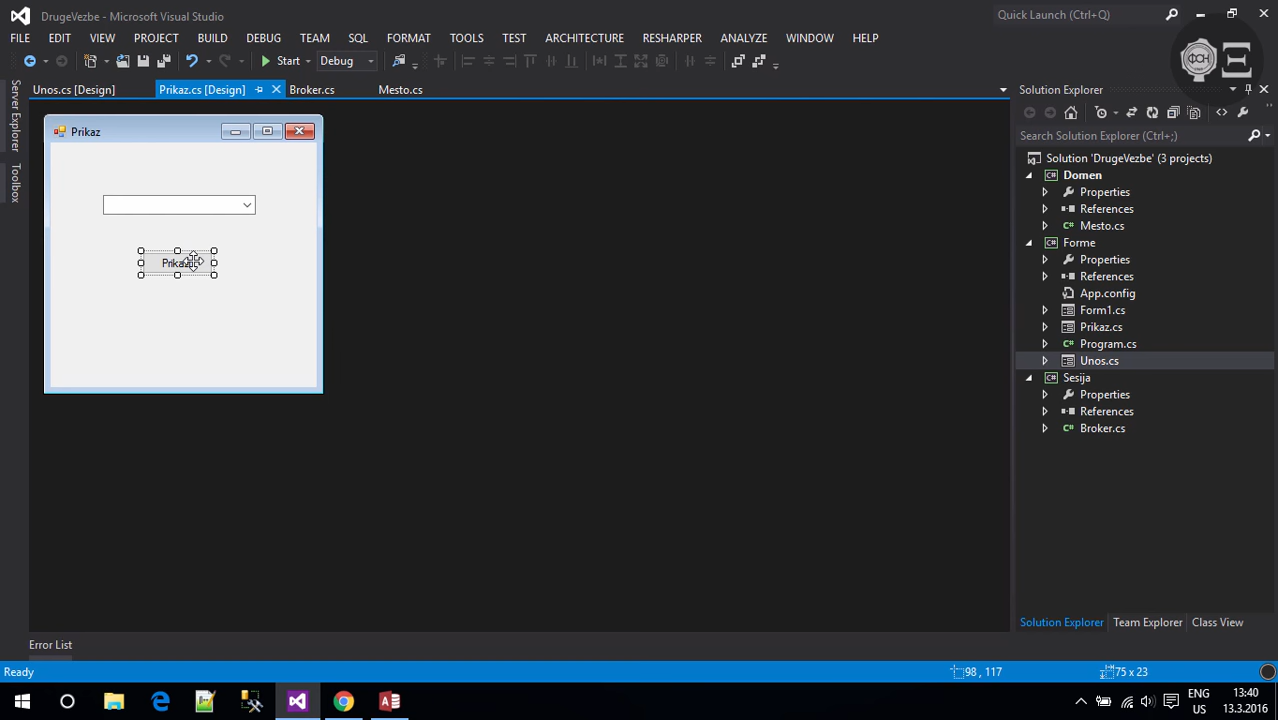 DrugeVezbe - Microsoft Visual Studio
Quick Launch (Ctrl+Q)
FILE EDIT VIEW PROJECT BUILD DEBUG TEAM SQL FORMAT TOOLS TEST ARCHITECTURE RESHARPER ANALYZE WINDOW HELP
Start Debug
ФОН
Server Explorer
Toolbox
Unos.cs [Design] Prikaz.cs [Design] Broker.cs Mesto.cs
Prikaz
Prikaz
Solution Explorer
Search Solution Explorer (Ctrl+;)
Solution 'DrugeVezbe' (3 projects)
Domen
Properties
References
Mesto.cs
Forme
Properties
References
App.config
Form1.cs
Prikaz.cs
Program.cs
Unos.cs
Sesija
Properties
References
Broker.cs
Solution Explorer Team Explorer Class View
Error List
Ready 98 , 117 75 x 23
ENG
US
13:40
13.3.2016